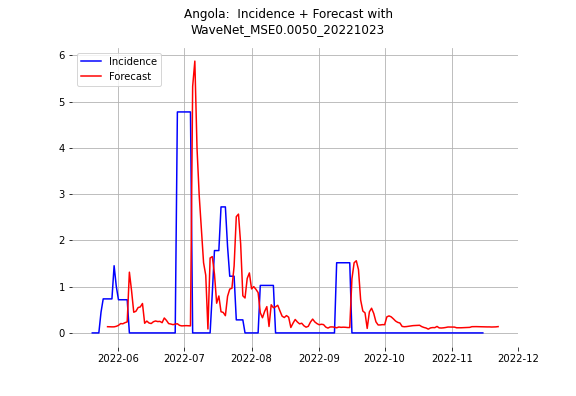 Angola:  Incidence + Forecast with
WaveNet_MSE0.0050_20221023
Incidence
Forecast
6
5
4
3
2
1
0
2022-06 2022-07 2022-08 2022-09 2022-10 2022-11 2022-12